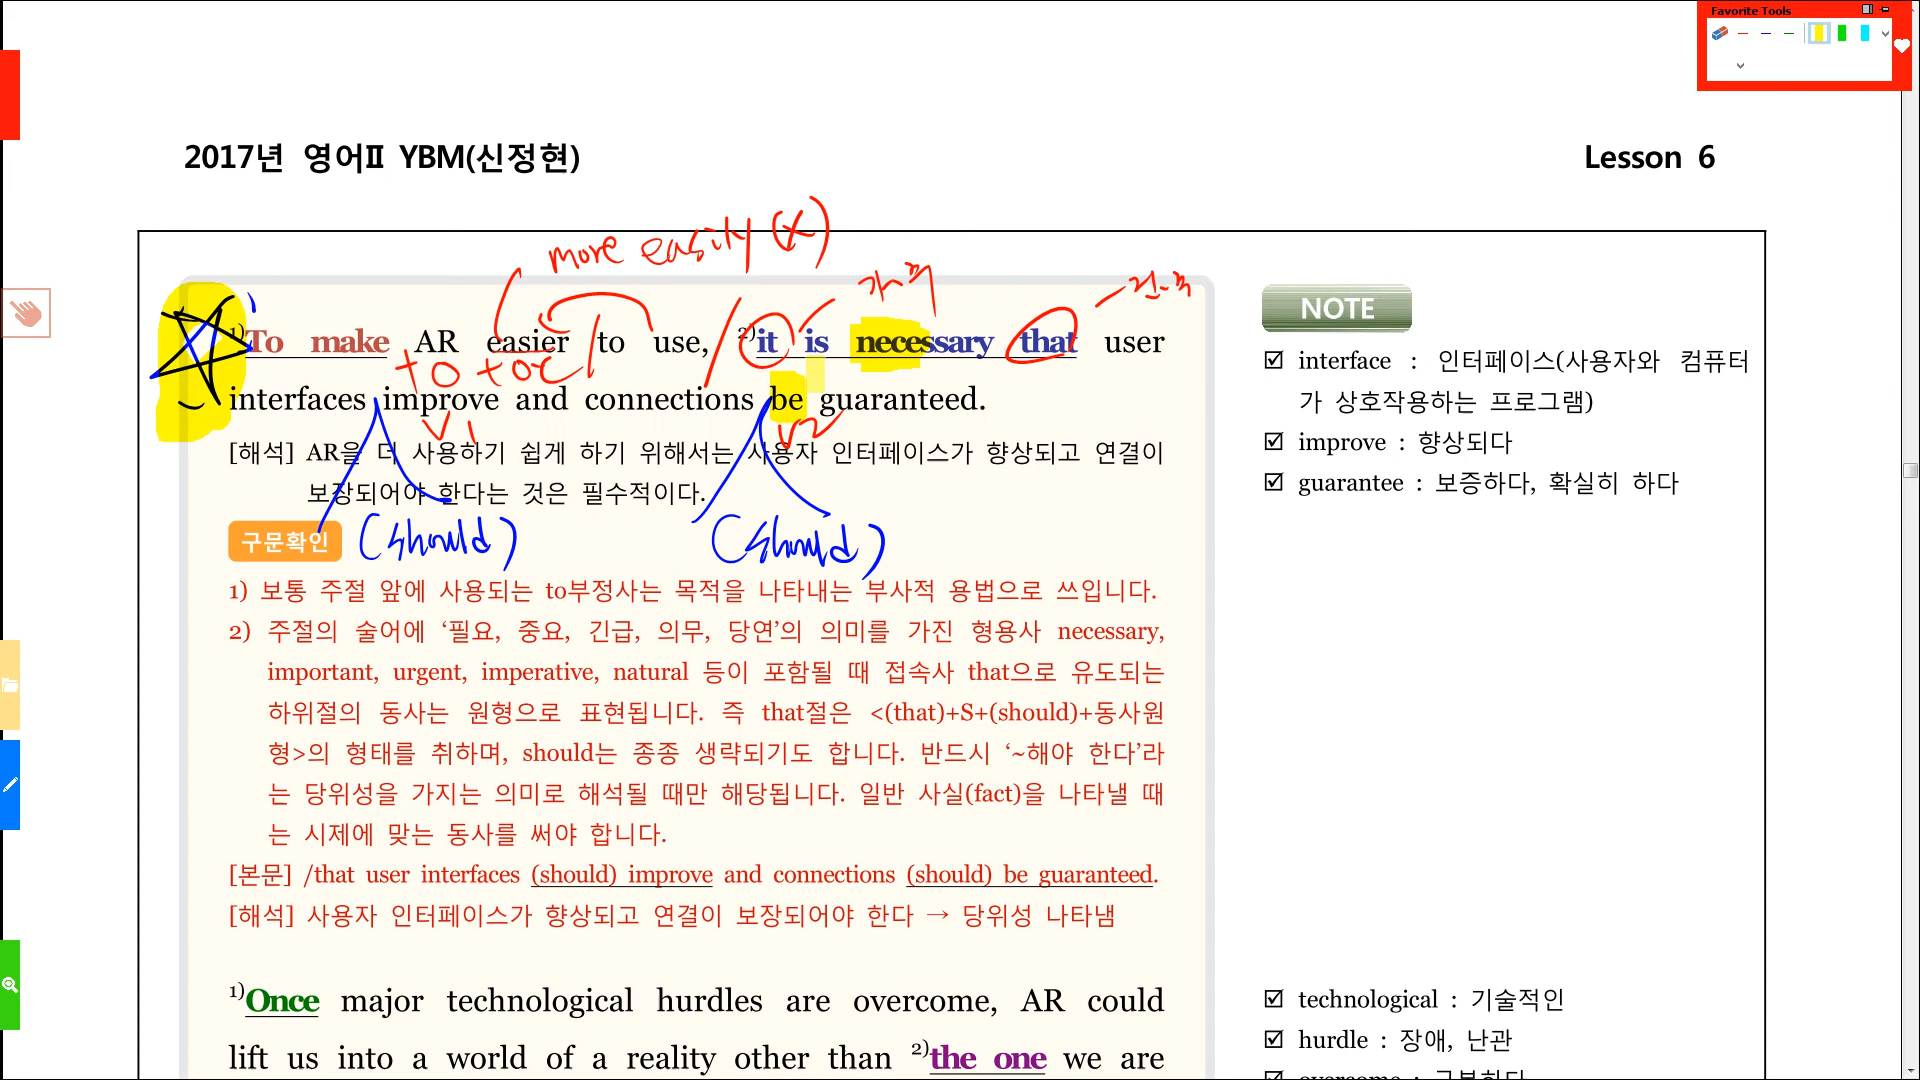 Favorite Tools
2017년 영어Ⅱ YBM(신정현)
Lesson 6
more easily (X)
가주
진주
1)To make AR easier to use, 2)it is necessary that user
to
interfaces improve and connections be guaranteed.
V1
V2
[해석] AR을 더 사용하기 쉽게 하기 위해서는 사용자 인터페이스가 향상되고 연결이
보장되어야 한다는 것은 필수적이다.
구문확인
(should)
(should)
1) 보통 주절 앞에 사용되는 to부정사는 목적을 나타내는 부사적 용법으로 쓰입니다.
2) 주절의 술어에 ‘필요, 중요, 긴급, 의무, 당연’의 의미를 가진 형용사 necessary,
important, urgent, imperative, natural 등이 포함될 때 접속사 that으로 유도되는
하위절의 동사는 원형으로 표현됩니다. 즉 that절은 <(that)+S+(should)+동사원
형>의 형태를 취하며, should는 종종 생략되기도 합니다. 반드시 ‘~해야 한다’라
는 당위성을 가지는 의미로 해석될 때만 해당됩니다. 일반 사실(fact)을 나타낼 때
는 시제에 맞는 동사를 써야 합니다.
[본문] /that user interfaces (should) improve and connections (should) be guaranteed.
[해석] 사용자 인터페이스가 향상되고 연결이 보장되어야 한다 → 당위성 나타냄
1)Once major technological hurdles are overcome, AR could
lift us into a world of a reality other than 2)the one we are
NOTE
☑ interface : 인터페이스(사용자와 컴퓨터
가 상호작용하는 프로그램)
☑ improve : 향상되다
☑ guarantee : 보증하다, 확실히 하다
☑ technological : 기술적인
☑ hurdle : 장애, 난관
☑ overcome : 극복하다